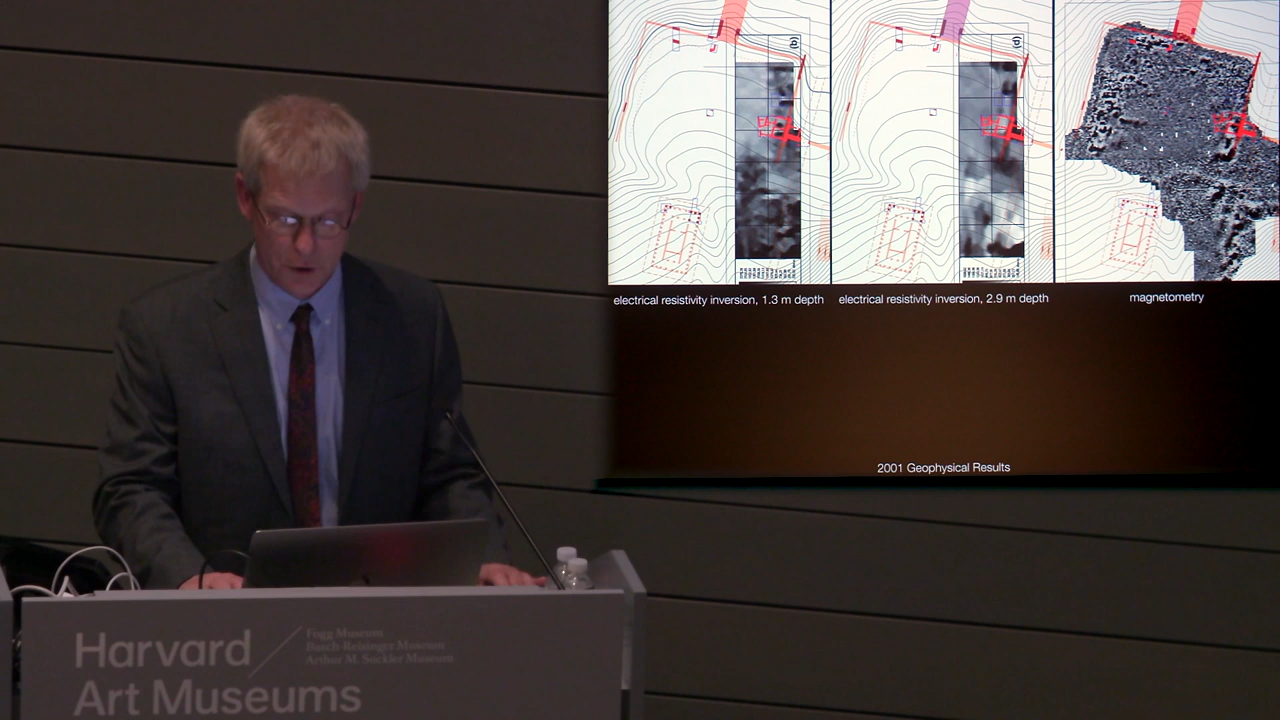 electrical resistivity inversion, 1.3 m depth
electrical resistivity inversion, 2.9 m depth
magnetometry
2001 Geophysical Results
Harvard
Art Museums
Fogg Museum
Busch-Reisinger Museum
Arthur M. Sackler Museum